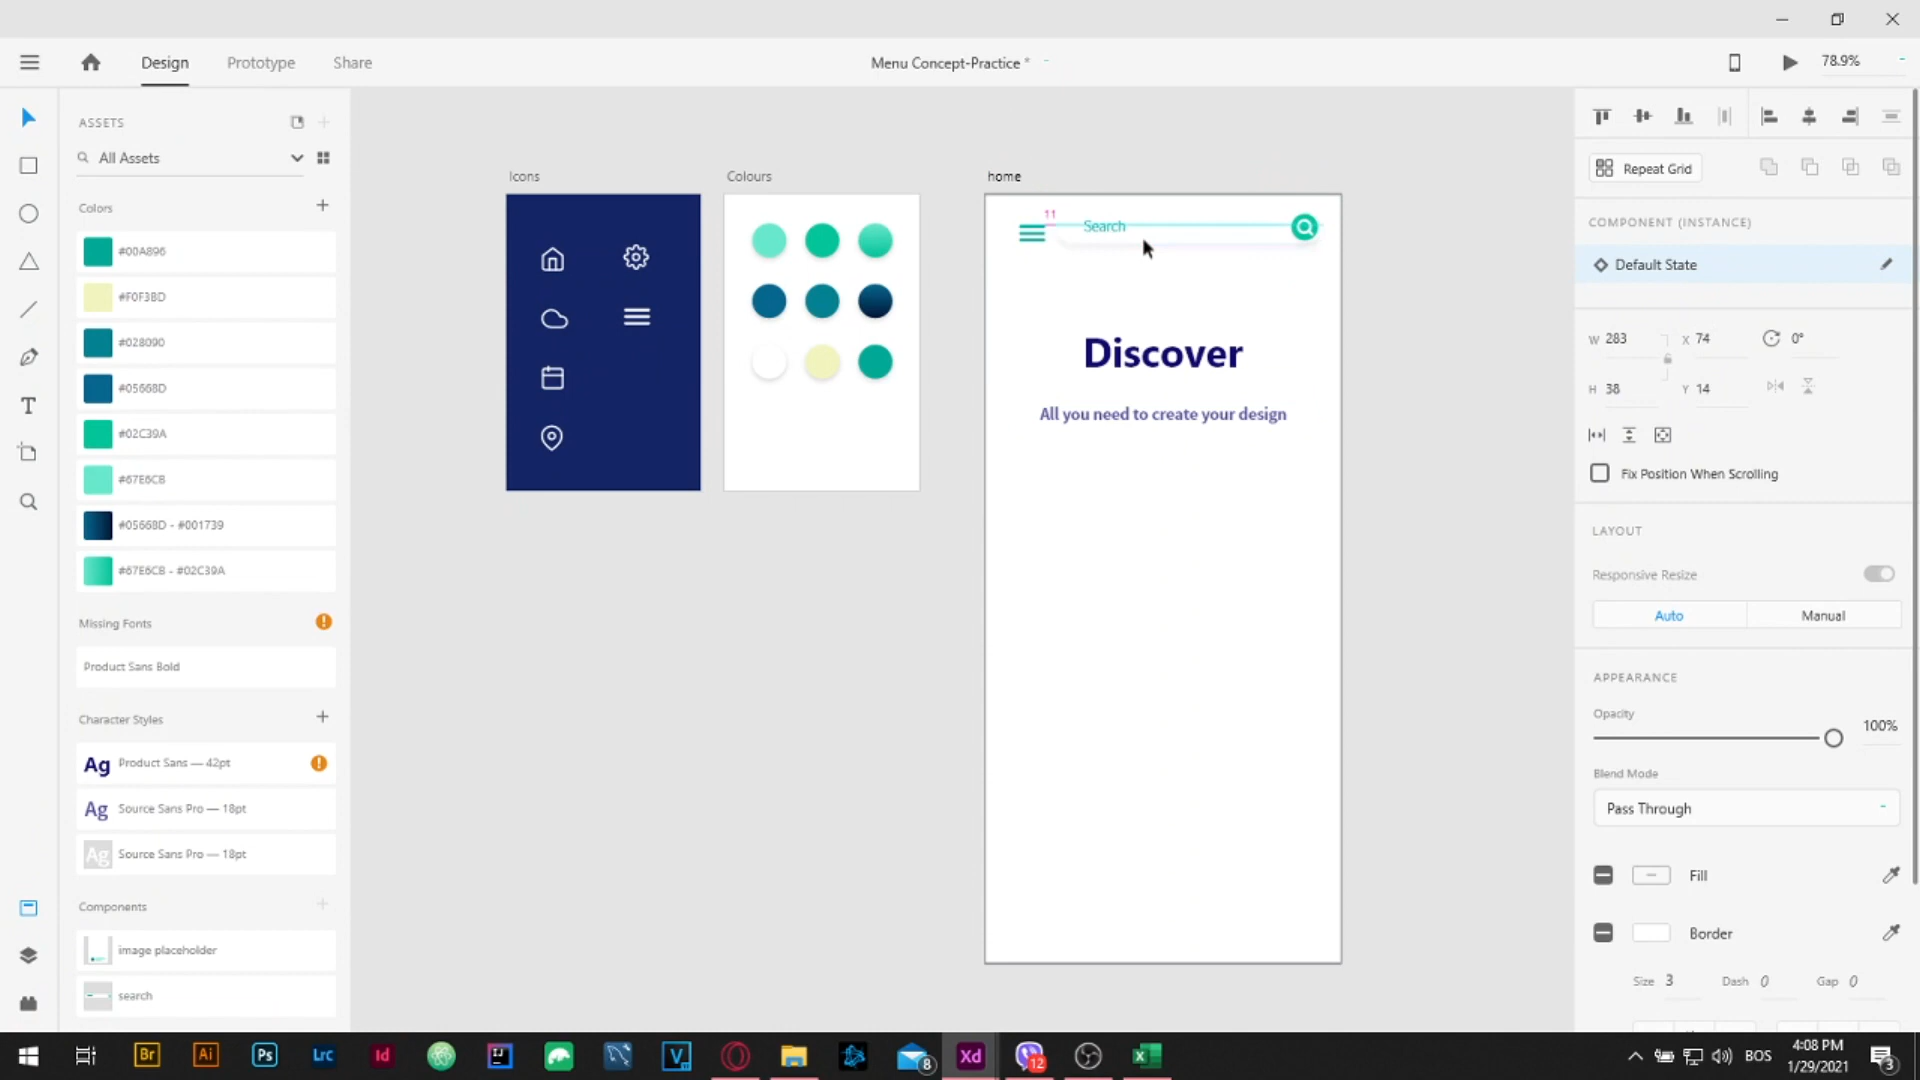 Design
Prototype
Share
Menu Concept-Practice *
78.9%
ASSETS
All Assets
Colors
#00A896
#F0F3BD
#028090
#05668D
#02C39A
#67E6CB
#05668D - #001739
#67E6CB - #02C39A
Missing Fonts
Product Sans Bold
Character Styles
Ag Product Sans — 42pt
Ag Source Sans Pro — 18pt
Ag Source Sans Pro — 18pt
Components
image placeholder
search
Icons
Colours
home
11
Search
Discover
All you need to create your design
Repeat Grid
COMPONENT (INSTANCE)
Default State
W 283
X 74
0°
H 38
Y 14
Fix Position When Scrolling
LAYOUT
Responsive Resize
Auto
Manual
APPEARANCE
Opacity
100%
Blend Mode
Pass Through
Fill
Border
Size 3
Dash 0
Gap 0
Br
Ai
Ps
Lrc
Id
IJ
V
8
Xd
12
X
BOS
4:08 PM
1/29/2021
3